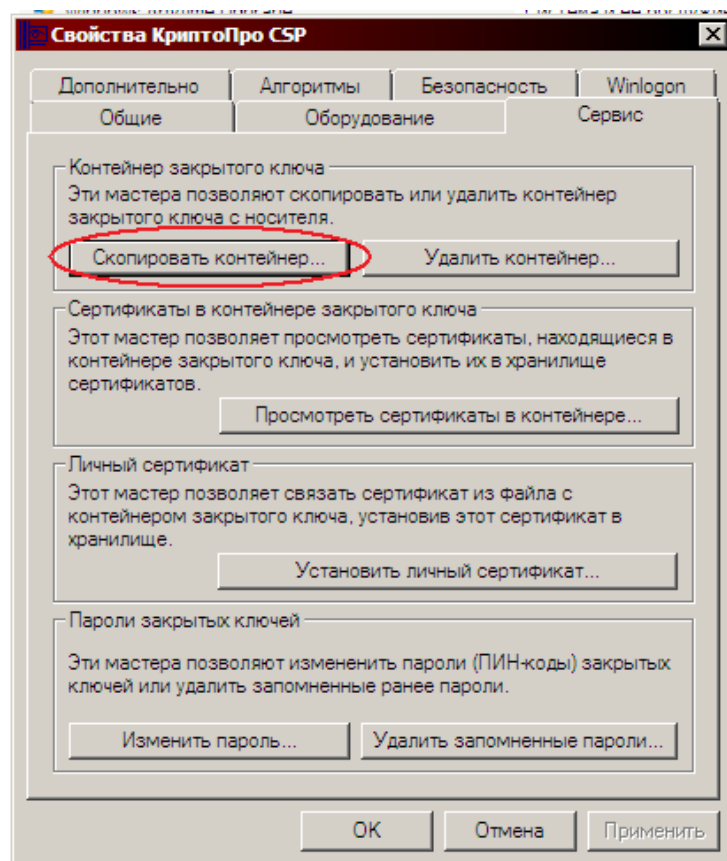 Свойства КриптоПро CSP
Дополнительно Алгоритмы Безопасность Winlogon
Общие Оборудование Сервис
Контейнер закрытого ключа
Эти мастера позволяют скопировать или удалить контейнер
закрытого ключа с носителя.
Скопировать контейнер... Удалить контейнер...
Сертификаты в контейнере закрытого ключа
Этот мастер позволяет просмотреть сертификаты, находящиеся в
контейнере закрытого ключа, и установить их в хранилище
сертификатов.
Просмотреть сертификаты в контейнере...
Личный сертификат
Этот мастер позволяет связать сертификат из файла с
контейнером закрытого ключа, установив этот сертификат в
хранилище.
Установить личный сертификат...
Пароли закрытых ключей
Эти мастера позволяют измененить пароли (ПИН-коды) закрытых
ключей или удалить запомненные ранее пароли.
Изменить пароль... Удалить запомненные пароли...
OK Отмена Применить